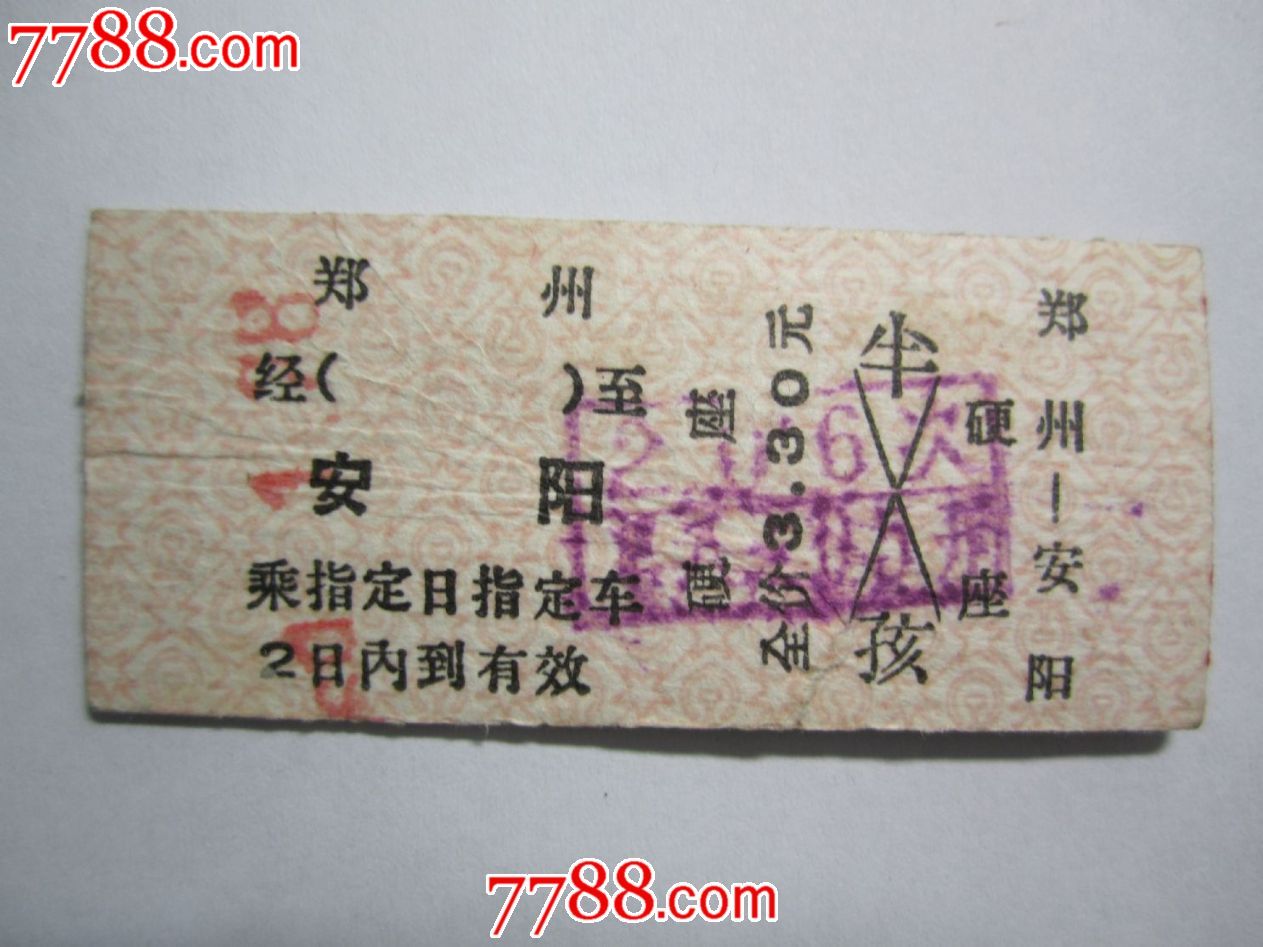 7788.com
郑州
经( )至
安阳
乘指定日指定车
2日内到有效
硬座
全价3.30元
半
孩
硬座
郑州—安阳
7788.com